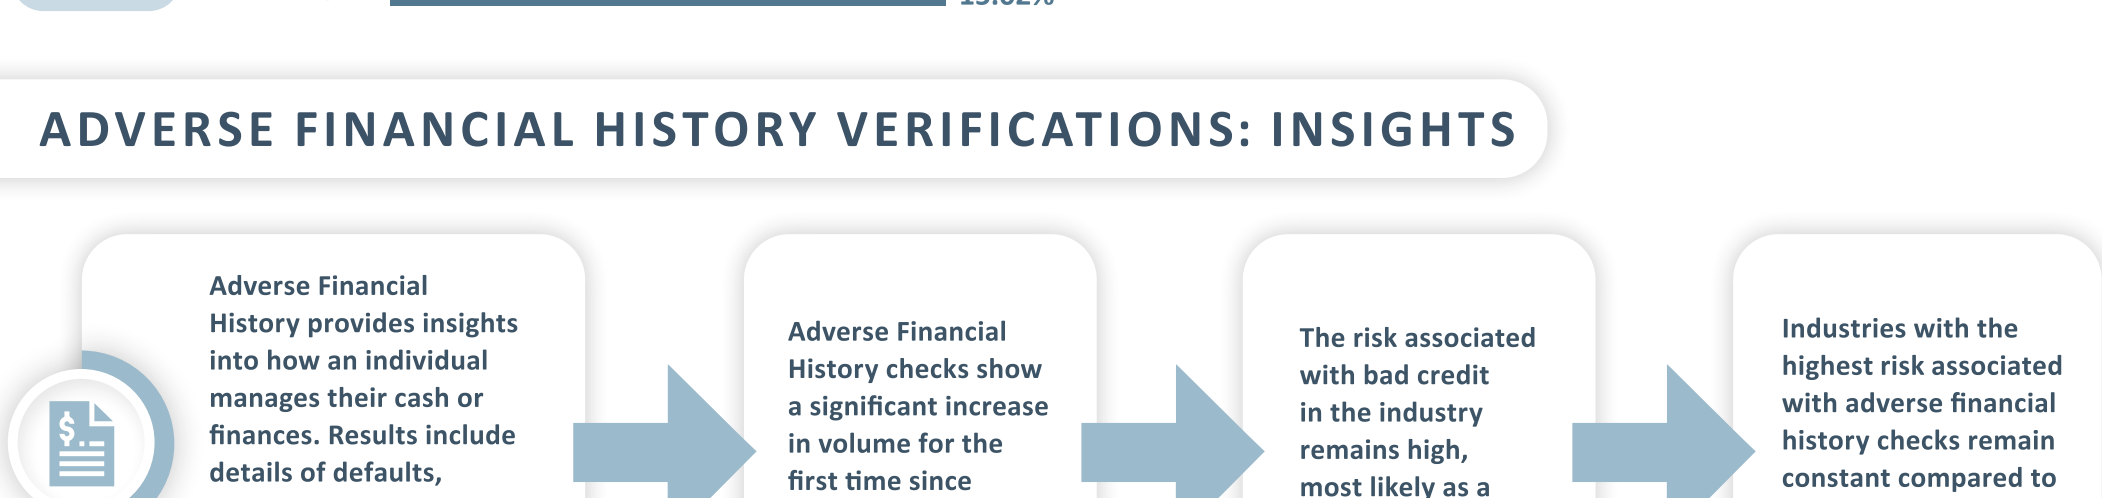 ADVERSE FINANCIAL HISTORY VERIFICATIONS: INSIGHTS
Adverse Financial
History provides insights
into how an individual
manages their cash or
finances. Results include
details of defaults,
Adverse Financial
History checks show
a significant increase
in volume for the
first time since
The risk associated
with bad credit
in the industry
remains high,
most likely as a
Industries with the
highest risk associated
with adverse financial
history checks remain
constant compared to
$